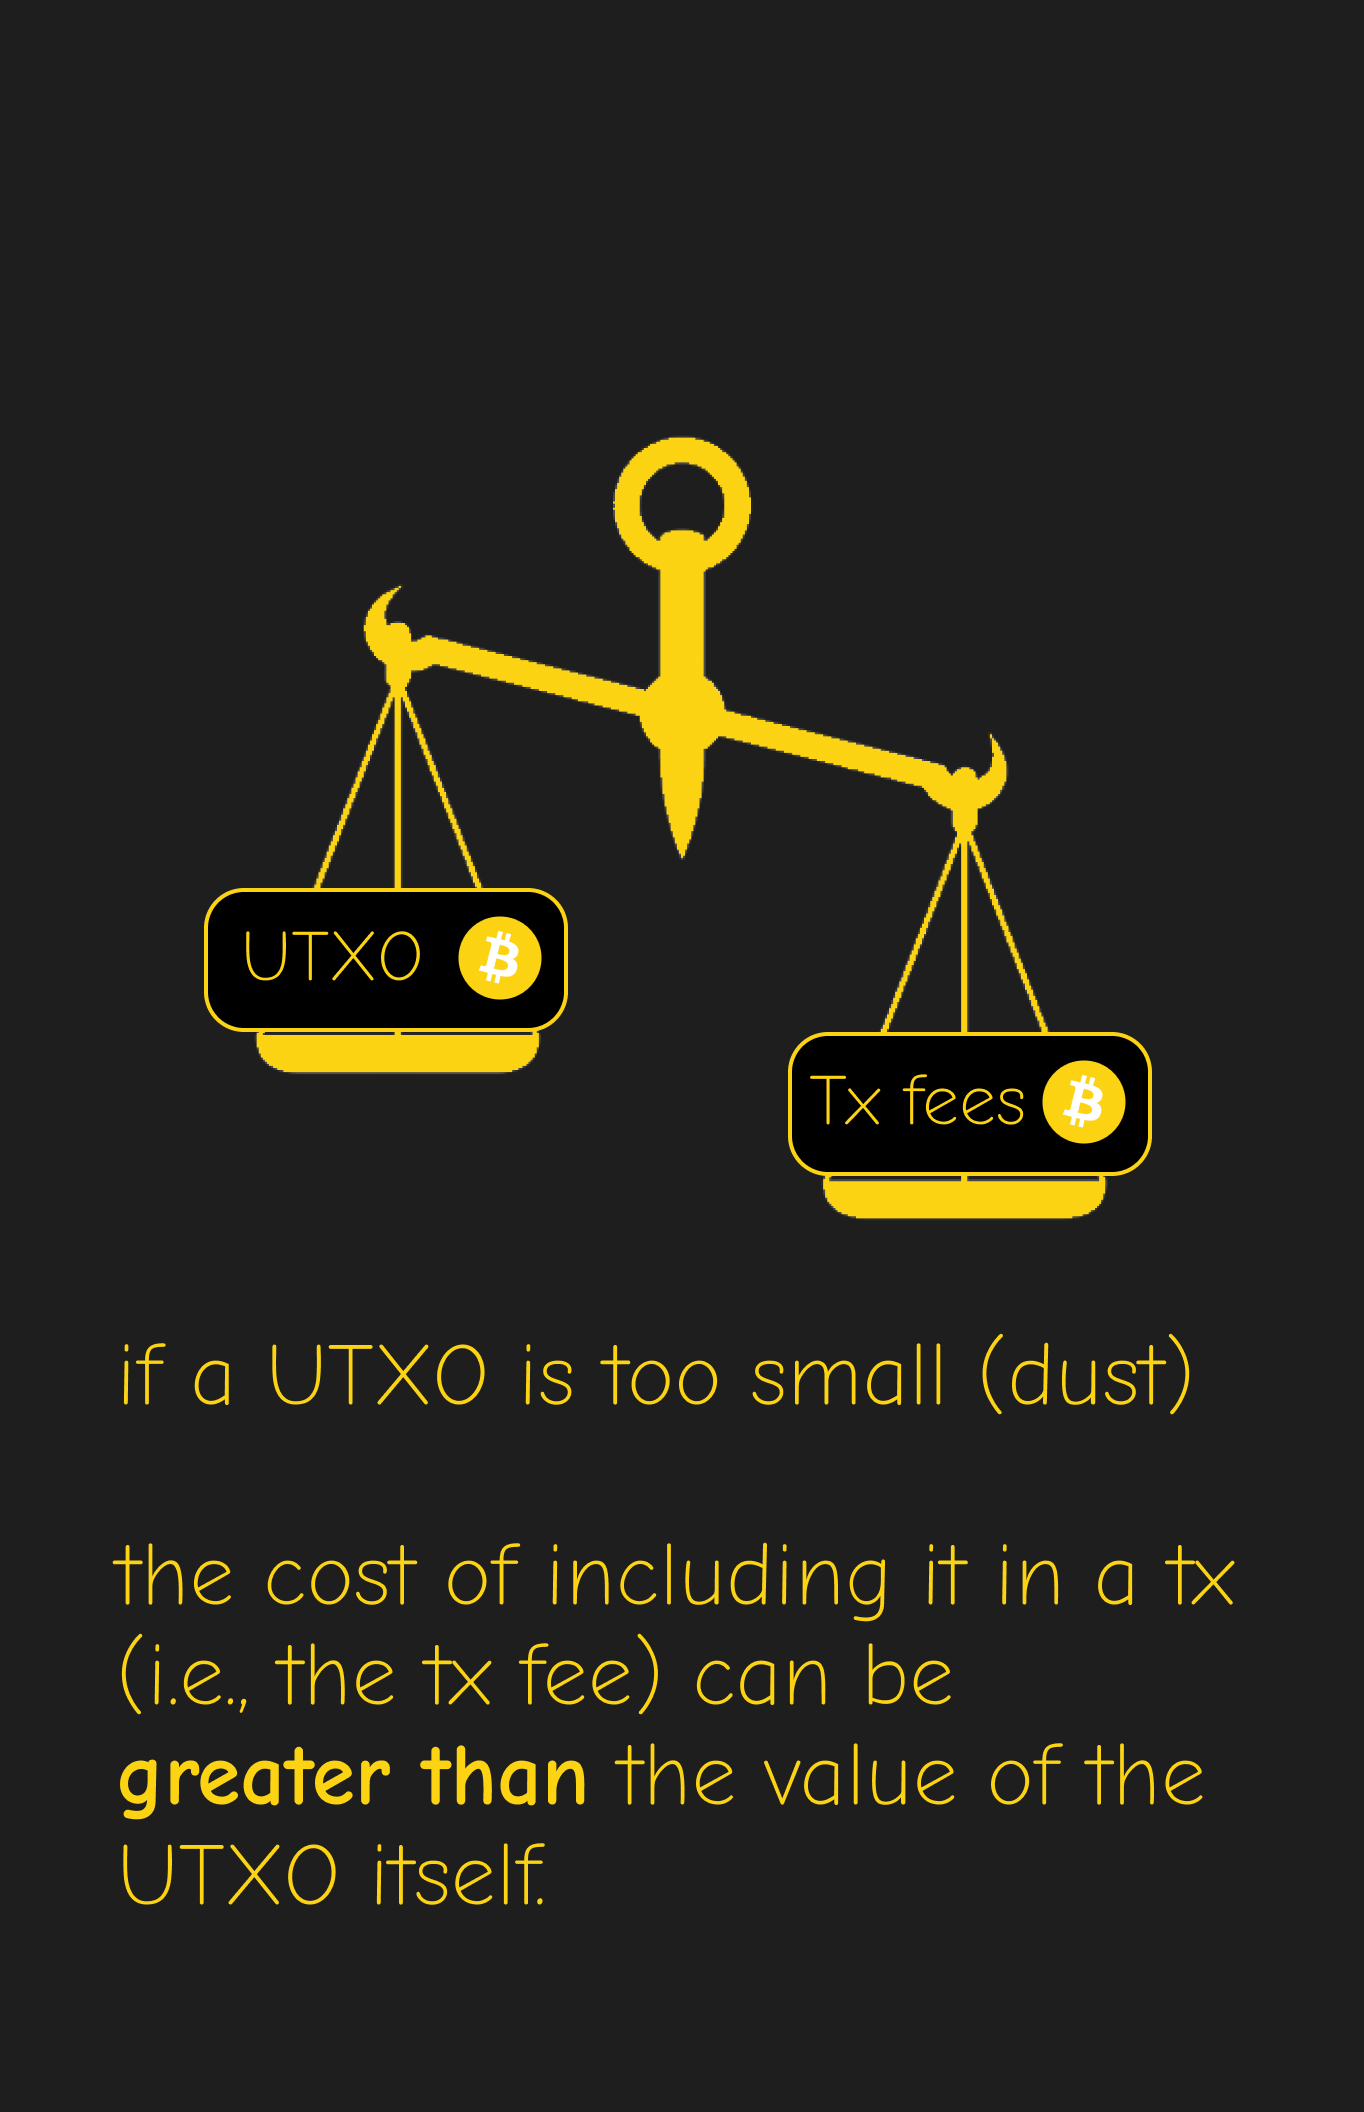 UTXO
Tx fees
if a UTXO is too small (dust)
the cost of including it in a tx
(i.e., the tx fee) can be
greater than the value of the
UTXO itself.